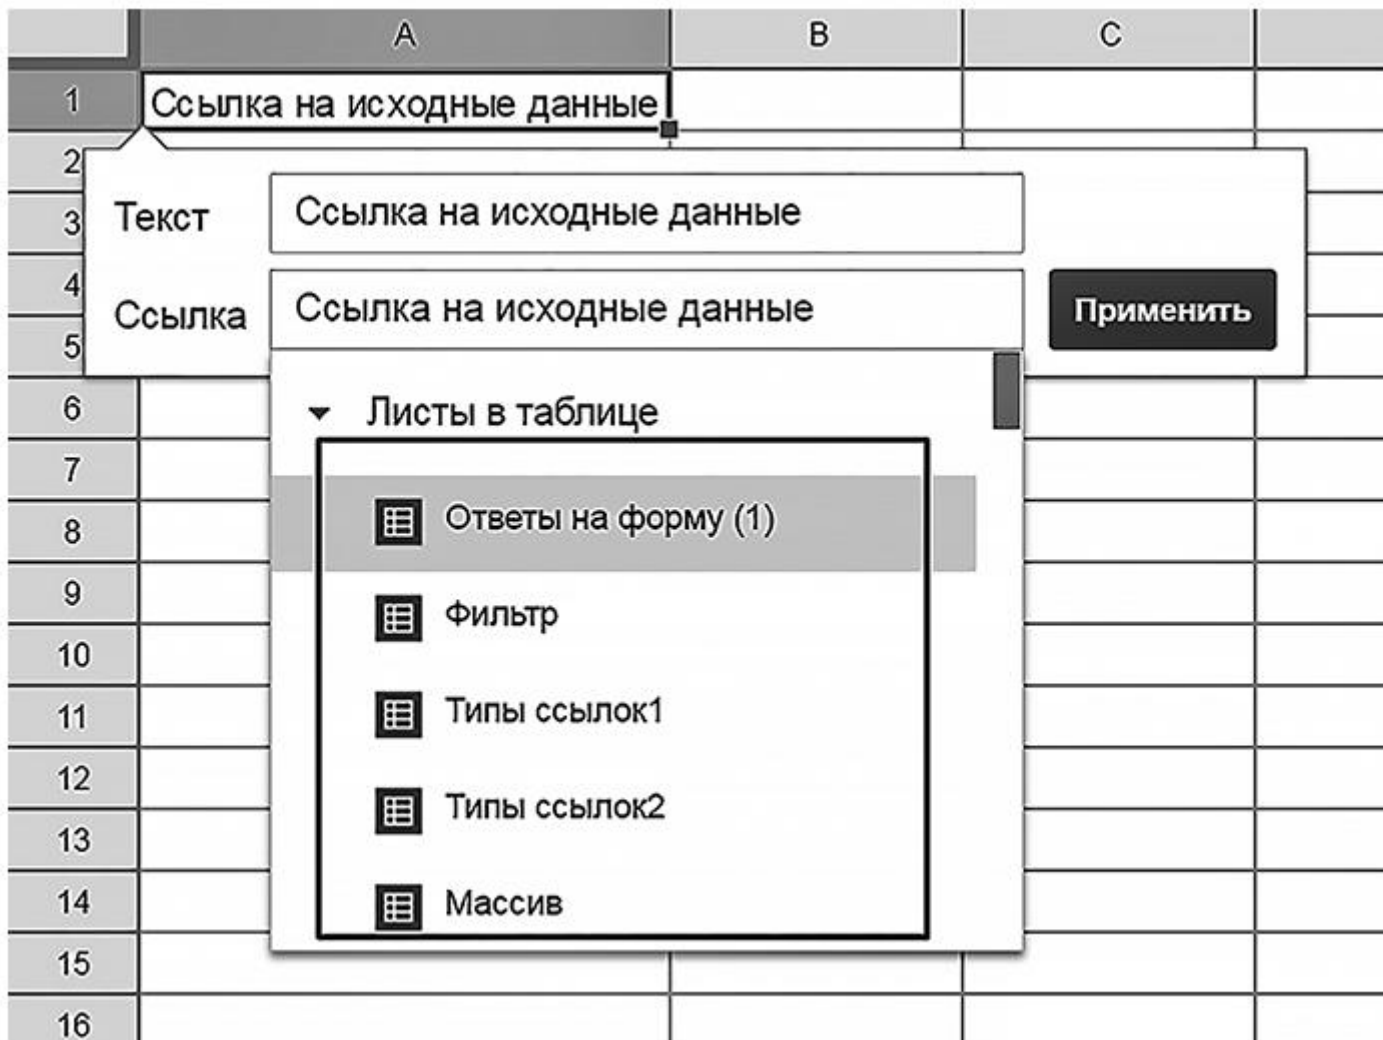 A B C
1 Ссылка на исходные данные
2
3 Текст Ссылка на исходные данные
4
Ссылка Ссылка на исходные данные Применить
5
6 Листы в таблице
7
8 Ответы на форму (1)
9 Фильтр
10
11 Типы ссылок1
12 Типы ссылок2
13
14 Массив
15
16